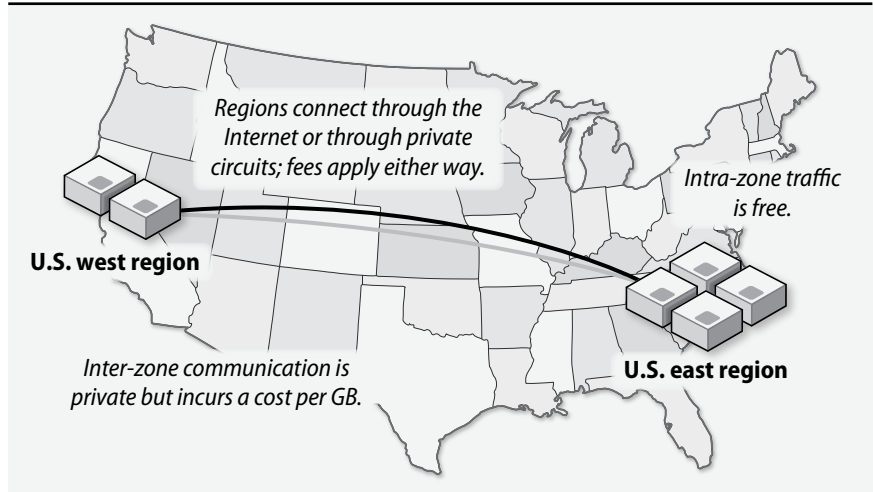 Regions connect through the
Internet or through private
circuits; fees apply either way.
Intra-zone traffic
is free.
U.S. west region
Inter-zone communication is
private but incurs a cost per GB.
U.S. east region